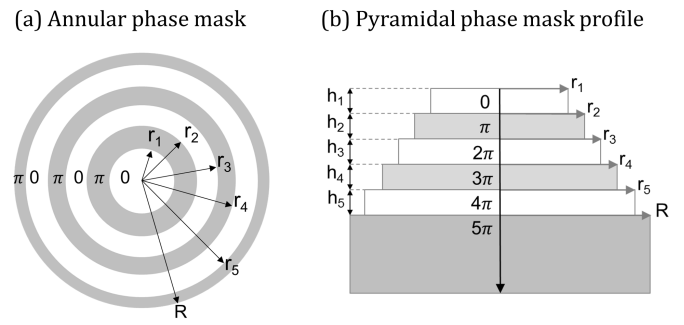 (a) Annular phase mask
(b) Pyramidal phase mask profile
r₁
r₂
r₃
r₄
r₅
R
π 0 π 0 π 0
h₁
h₂
h₃
h₄
h₅
0
π
2π
3π
4π
5π
r₁
r₂
r₃
r₄
r₅
R